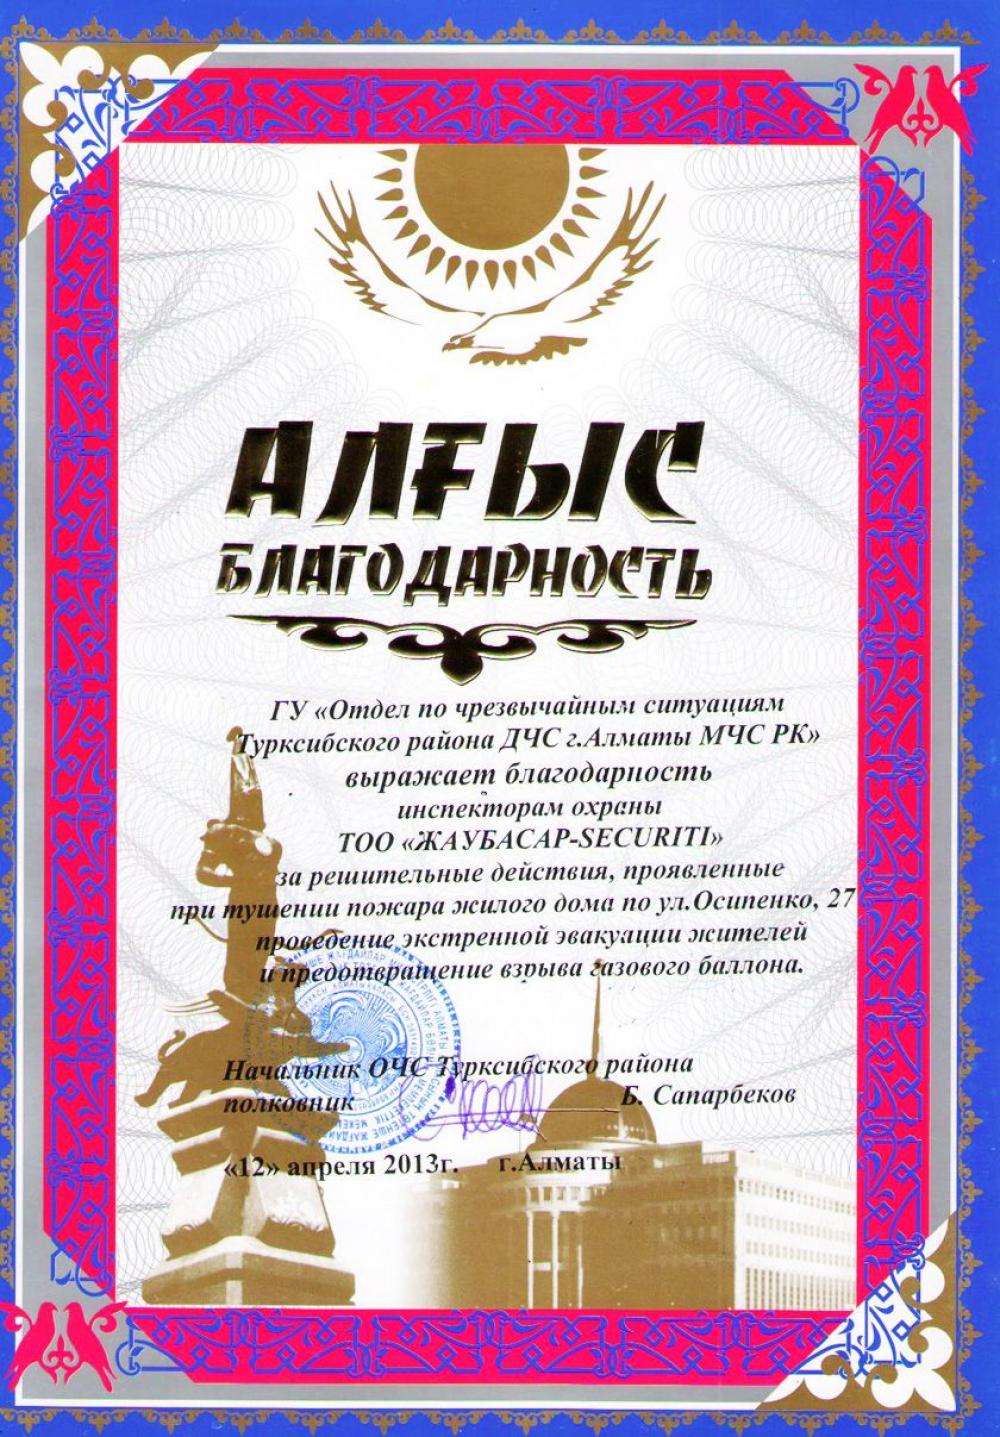 АЛҒЫС
БЛАГОДАРНОСТЬ
ГУ «Отдел по чрезвычайным ситуациям
Турксибского района ДЧС г.Алматы МЧС РК»
выражает благодарность
инспекторам охраны
ТОО «ЖАУБАСАР-SECURITI»
за решительные действия, проявленные
при тушении пожара жилого дома по ул.Осипенко, 27
проведение экстренной эвакуации жителей
и предотвращение взрыва газового баллона.
Начальник ОЧС Турксибского района
полковник Б. Сапарбеков
«12» апреля 2013г. г.Алматы